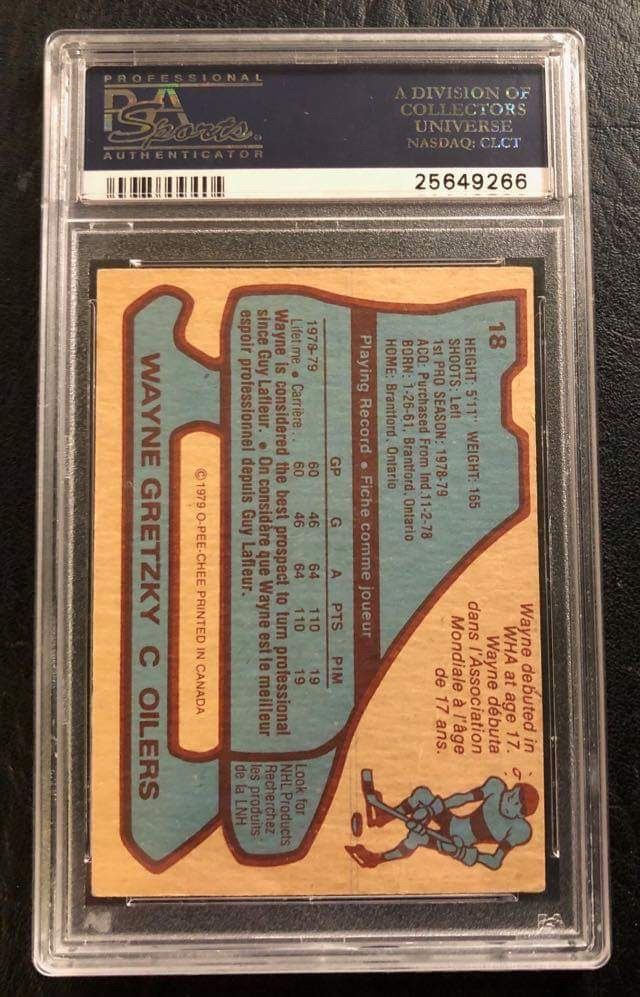 PROFESSIONAL
PSA
Sports.
AUTHENTICATOR
A DIVISION OF
COLLECTORS
UNIVERSE
NASDAQ: CLCT
25649266
18
HEIGHT: 5'11" WEIGHT: 165
SHOOTS: Left
1st PRO SEASON: 1978-79
ACQ. Purchased From Ind.11-2-78
BORN: 1-26-61, Brantford, Ontario
HOME: Brantford, Ontario
Wayne debuted in
WHA at age 17.
Wayne débuta
dans l'Association
Mondiale à l'âge
de 17 ans.
Playing Record • Fiche comme joueur
GP G A PTS PIM
1978-79 60 46 64 110 19
Lifetime • Carrière.. 60 46 64 110 19
Wayne is considered the best prospect to turn professional
since Guy Lafleur. • On considère que Wayne est le meilleur
espoir professionnel depuis Guy Lafleur.
Look for
NHL Products
Recherchez
les produits
de la LNH
© 1979 O-PEE-CHEE PRINTED IN CANADA
WAYNE GRETZKY C OILERS
PSA